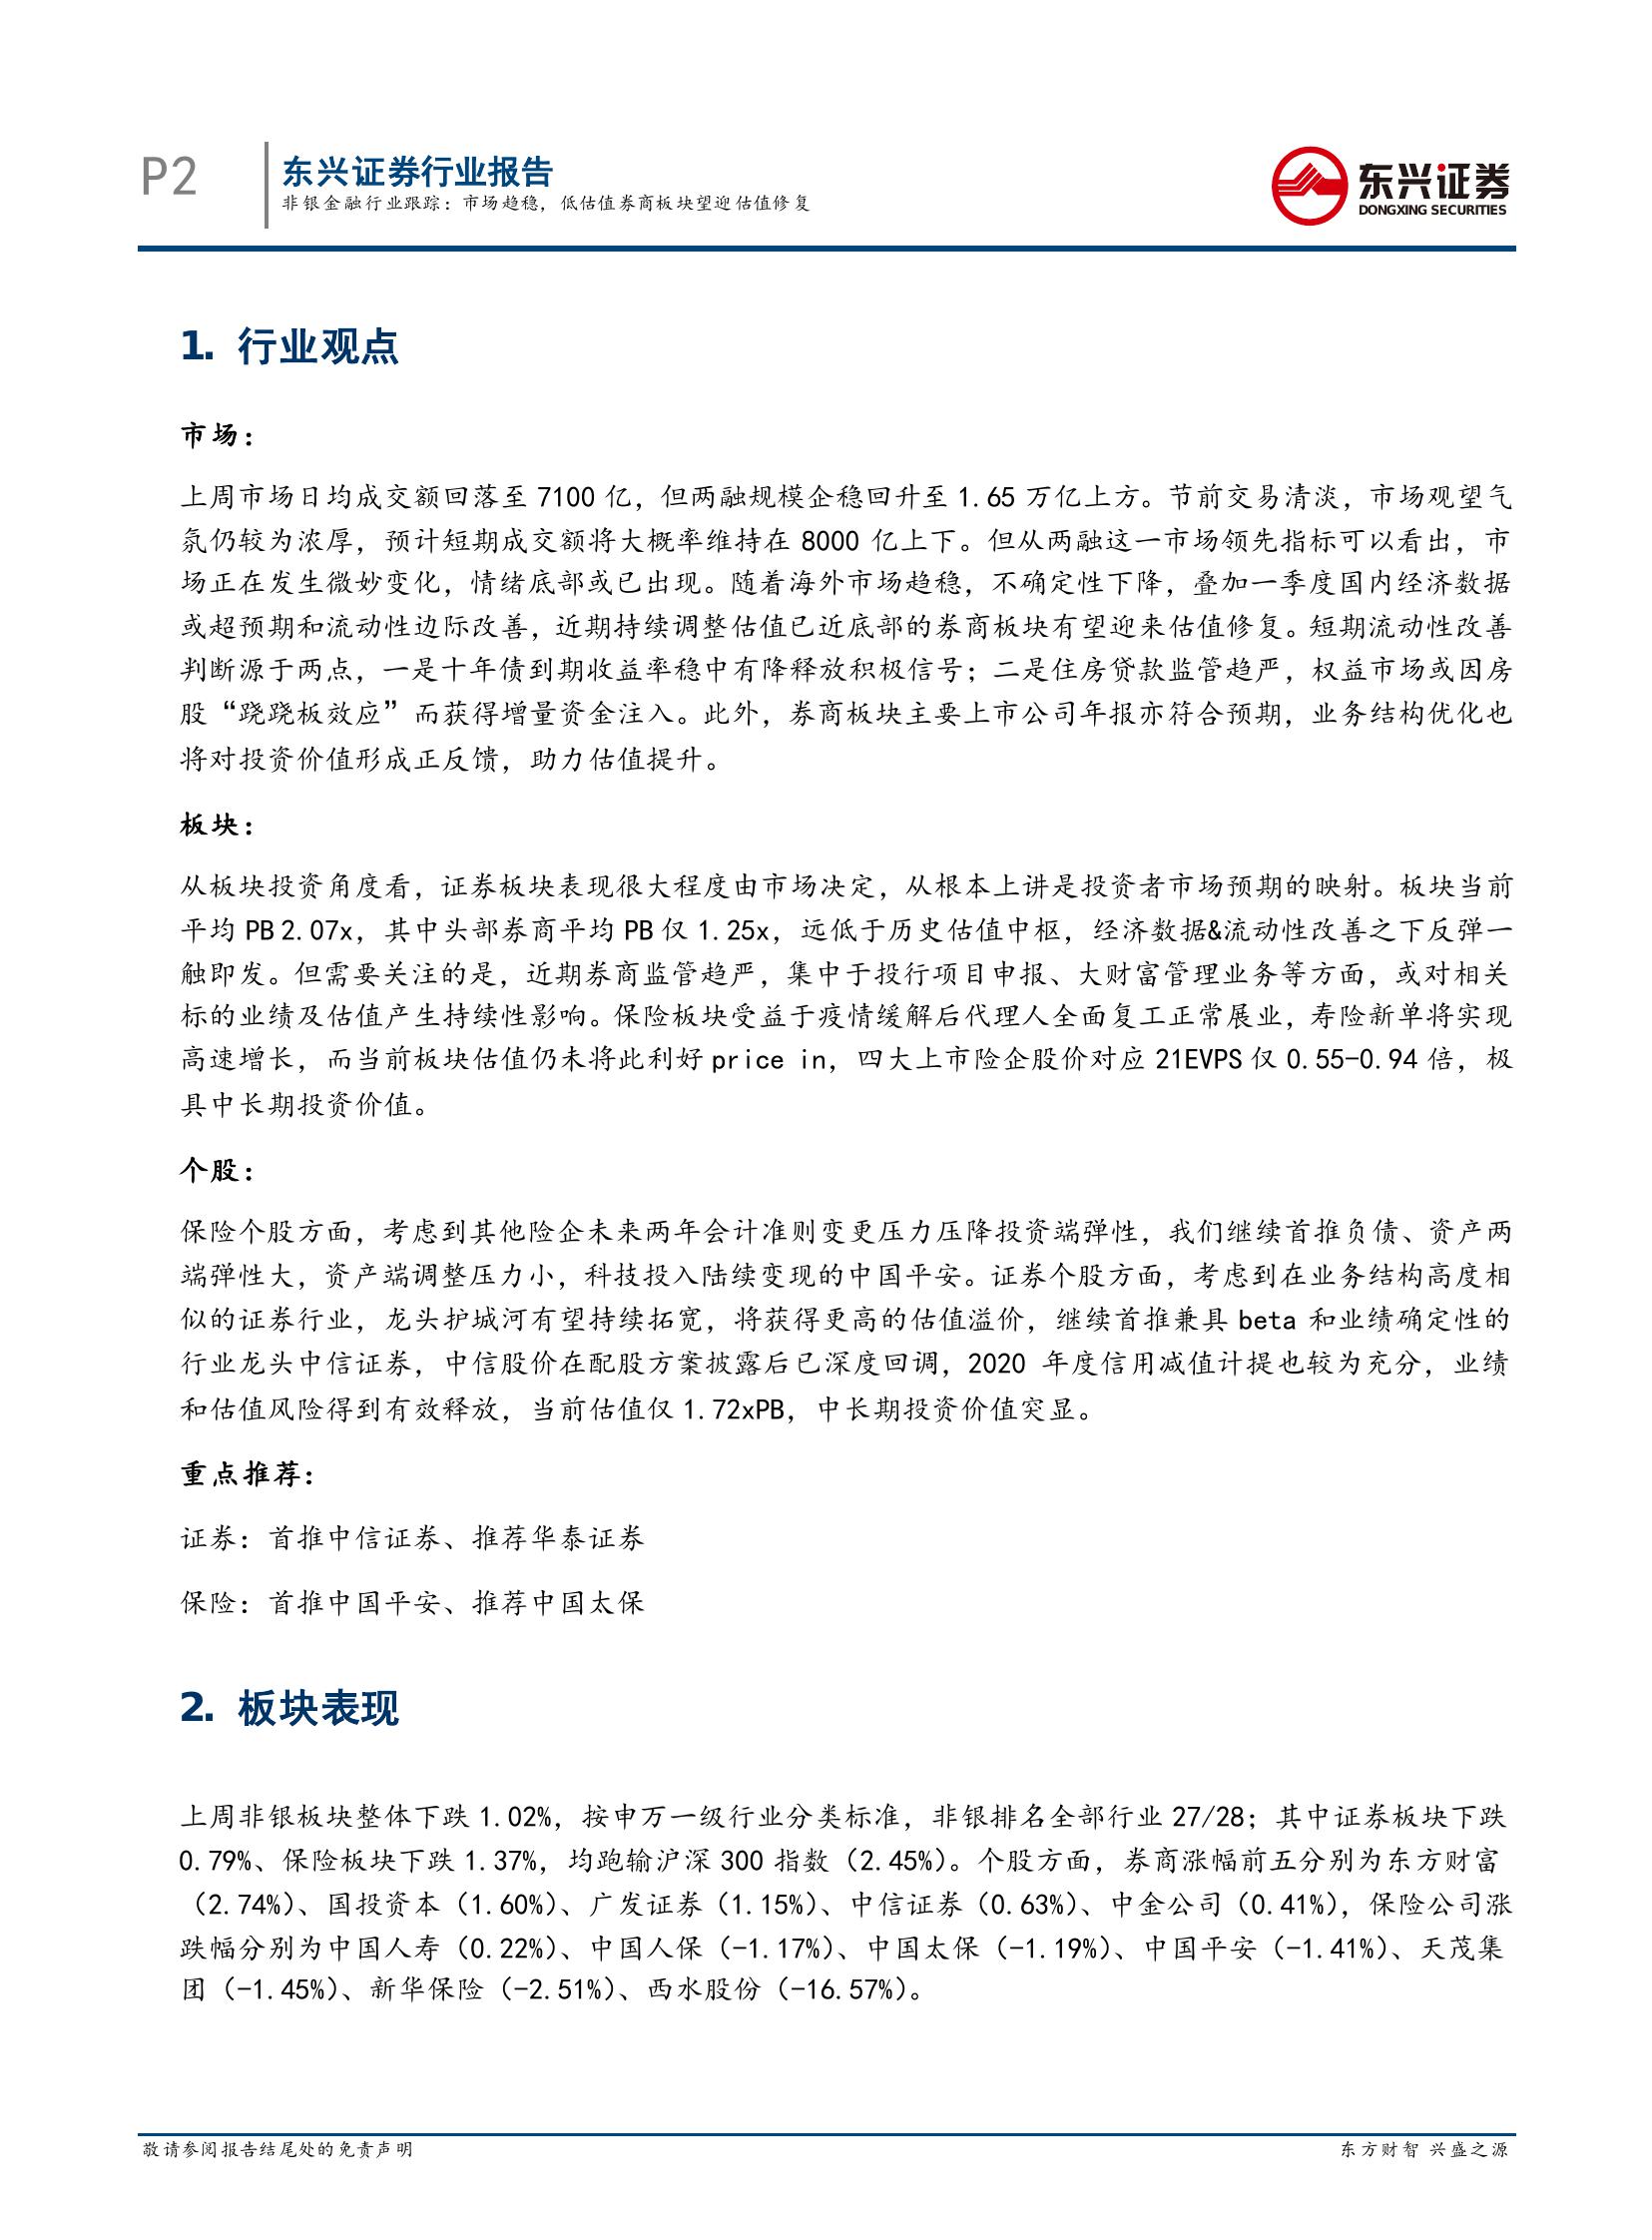 P2
东兴证券行业报告
非银金融行业跟踪：市场趋稳，低估值券商板块望迎估值修复
东兴证券
DONGXING SECURITIES
1. 行业观点
市场：
上周市场日均成交额回落至 7100 亿，但两融规模企稳回升至 1.65 万亿上方。节前交易清淡，市场观望气
氛仍较为浓厚，预计短期成交额将大概率维持在 8000 亿上下。但从两融这一市场领先指标可以看出，市
场正在发生微妙变化，情绪底部或已出现。随着海外市场趋稳，不确定性下降，叠加一季度国内经济数据
或超预期和流动性边际改善，近期持续调整估值已近底部的券商板块有望迎来估值修复。短期流动性改善
判断源于两点，一是十年债到期收益率稳中有降释放积极信号；二是住房贷款监管趋严，权益市场或因房
股“跷跷板效应”而获得增量资金注入。此外，券商板块主要上市公司年报亦符合预期，业务结构优化也
将对投资价值形成正反馈，助力估值提升。
板块：
从板块投资角度看，证券板块表现很大程度由市场决定，从根本上讲是投资者市场预期的映射。板块当前
平均 PB 2.07x，其中头部券商平均 PB 仅 1.25x，远低于历史估值中枢，经济数据&流动性改善之下反弹一
触即发。但需要关注的是，近期券商监管趋严，集中于投行项目申报、大财富管理业务等方面，或对相关
标的业绩及估值产生持续性影响。保险板块受益于疫情缓解后代理人全面复工正常展业，寿险新单将实现
高速增长，而当前板块估值仍未将此利好 price in，四大上市险企股价对应 21EVPS 仅 0.55-0.94 倍，极
具中长期投资价值。
个股：
保险个股方面，考虑到其他险企未来两年会计准则变更压力压降投资端弹性，我们继续首推负债、资产两
端弹性大，资产端调整压力小，科技投入陆续变现的中国平安。证券个股方面，考虑到在业务结构高度相
似的证券行业，龙头护城河有望持续拓宽，将获得更高的估值溢价，继续首推兼具 beta 和业绩确定性的
行业龙头中信证券，中信股价在配股方案披露后已深度回调，2020 年度信用减值计提也较为充分，业绩
和估值风险得到有效释放，当前估值仅 1.72xPB，中长期投资价值突显。
重点推荐：
证券：首推中信证券、推荐华泰证券
保险：首推中国平安、推荐中国太保
2. 板块表现
上周非银板块整体下跌 1.02%，按申万一级行业分类标准，非银排名全部行业 27/28；其中证券板块下跌
0.79%、保险板块下跌 1.37%，均跑输沪深 300 指数（2.45%）。个股方面，券商涨幅前五分别为东方财富
（2.74%）、国投资本（1.60%）、广发证券（1.15%）、中信证券（0.63%）、中金公司（0.41%），保险公司涨
跌幅分别为中国人寿（0.22%）、中国人保（-1.17%）、中国太保（-1.19%）、中国平安（-1.41%）、天茂集
团（-1.45%）、新华保险（-2.51%）、西水股份（-16.57%）。
敬请参阅报告结尾处的免责声明
东方财智 兴盛之源